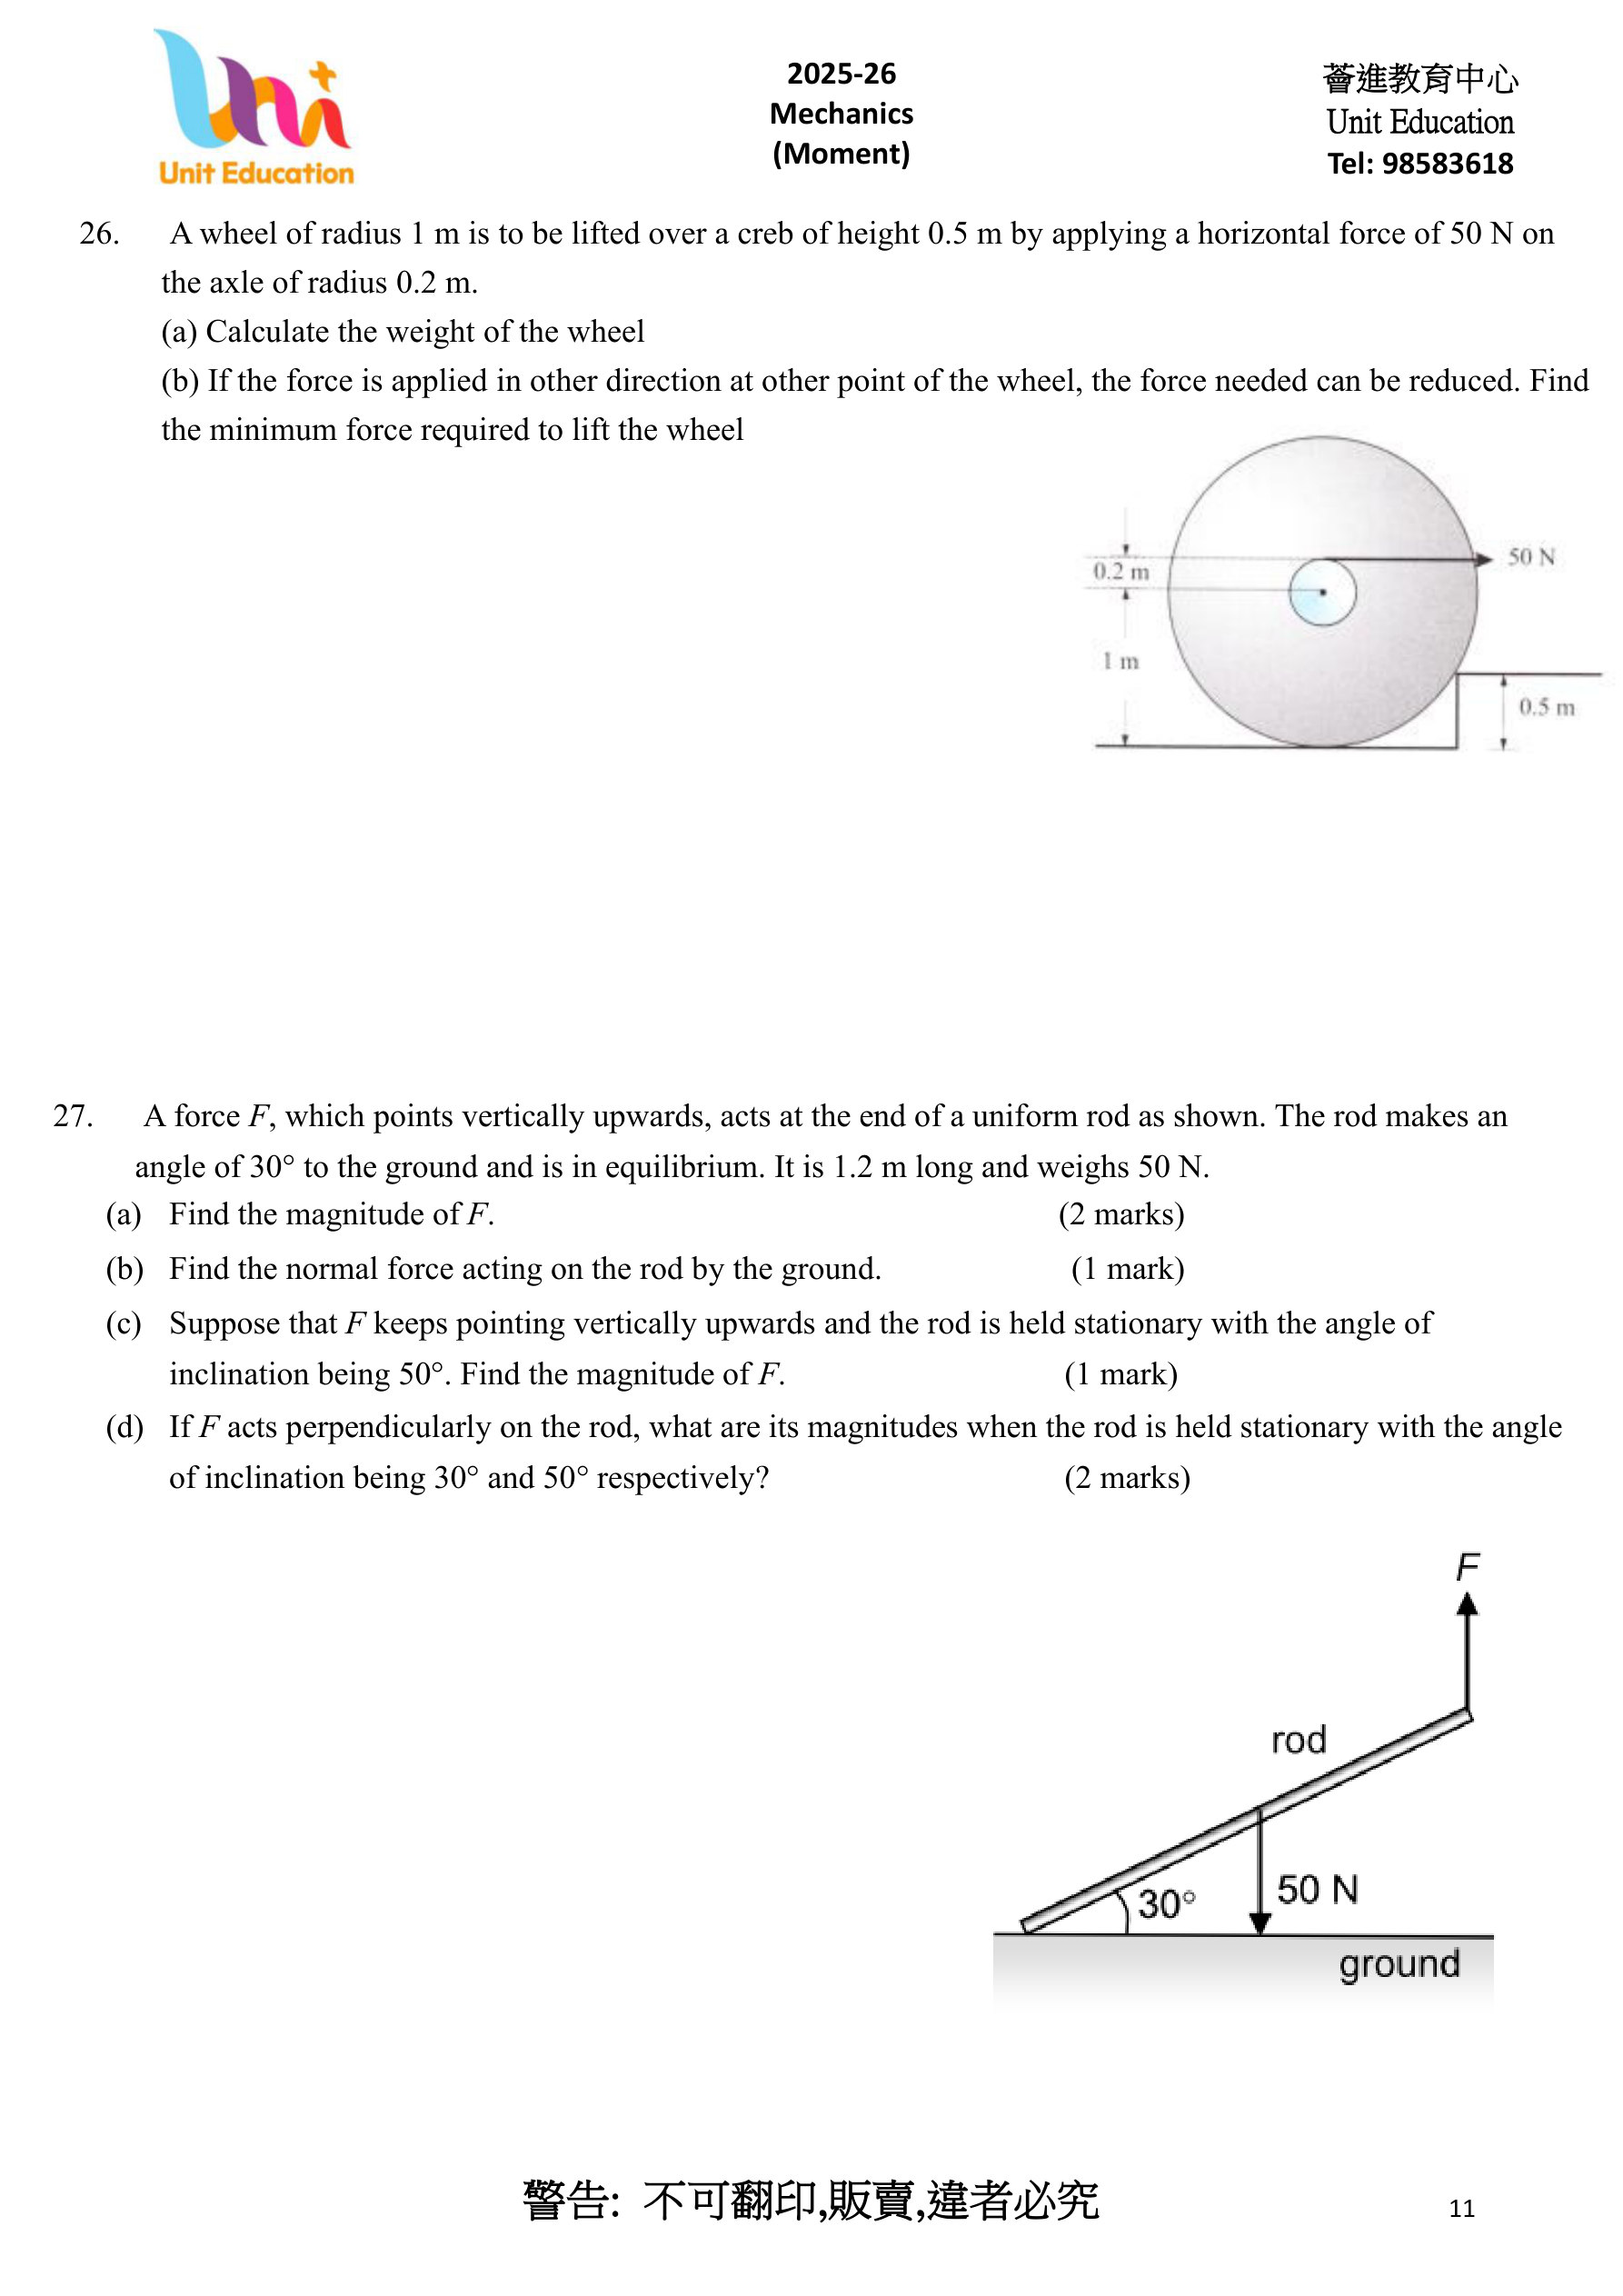 Unit Education
2025-26
Mechanics
(Moment)
薈進教育中心
Unit Education
Tel: 98583618
26. A wheel of radius 1 m is to be lifted over a creb of height 0.5 m by applying a horizontal force of 50 N on
the axle of radius 0.2 m.
(a) Calculate the weight of the wheel
(b) If the force is applied in other direction at other point of the wheel, the force needed can be reduced. Find
the minimum force required to lift the wheel
50 N
0.2 m
1 m
0.5 m
27. A force F, which points vertically upwards, acts at the end of a uniform rod as shown. The rod makes an
angle of 30° to the ground and is in equilibrium. It is 1.2 m long and weighs 50 N.
(a) Find the magnitude of F. (2 marks)
(b) Find the normal force acting on the rod by the ground. (1 mark)
(c) Suppose that F keeps pointing vertically upwards and the rod is held stationary with the angle of
inclination being 50°. Find the magnitude of F. (1 mark)
(d) If F acts perpendicularly on the rod, what are its magnitudes when the rod is held stationary with the angle
of inclination being 30° and 50° respectively? (2 marks)
F
rod
30°
50 N
ground
警告: 不可翻印,販賣,違者必究
11